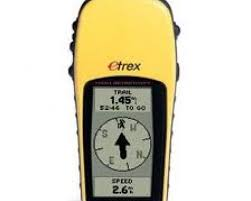 etrex
TRAIL
1.45
52:46 TO GO
N
W
E
S
SPEED
2.6